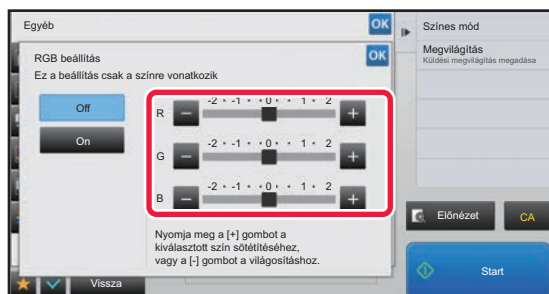 Egyéb
OK
Színes mód
Megvilágítás
Küldési megvilágítás megadása
RGB beállítás
OK
Ez a beállítás csak a színre vonatkozik
Off
On
-2 • -1 • • 0 • • 1 • 2
R - +
-2 • -1 • • 0 • • 1 • 2
G - +
-2 • -1 • • 0 • • 1 • 2
B - +
Nyomja meg a [+] gombot a
kiválasztott szín sötétítéséhez,
vagy a [-] gombot a világosításhoz.
Előnézet
CA
Vissza
Start